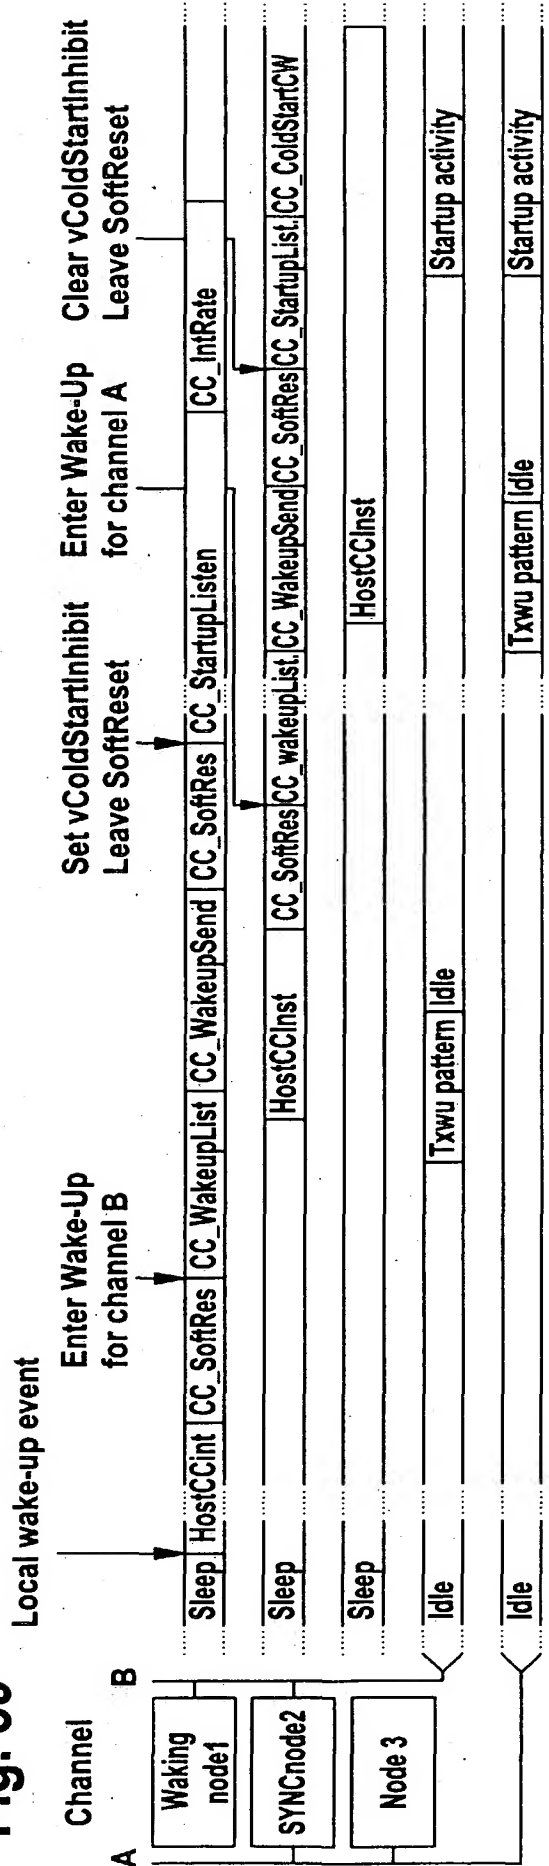 Local wake-up event
Enter Wake-Up
for channel B
Set vColdStartInhibit
Leave SoftReset
Enter Wake-Up
for channel A
Clear vColdStartInhibit
Leave SoftReset
Channel
A
B
Waking
node1
Sleep HostCCint CC_SoftRes CC_WakeupList CC_WakeupSend CC_SoftRes CC_StartupListen CC_IntRate
SYNCnode2
Sleep HostCCInst CC_SoftRes CC_wakeupList. CC_WakeupSend CC_SoftRes CC_StartupList. CC_ColdStartCW
Node 3
Sleep HostCCInst
Idle Txwu pattern Idle Startup activity
Idle Txwu pattern Idle Startup activity